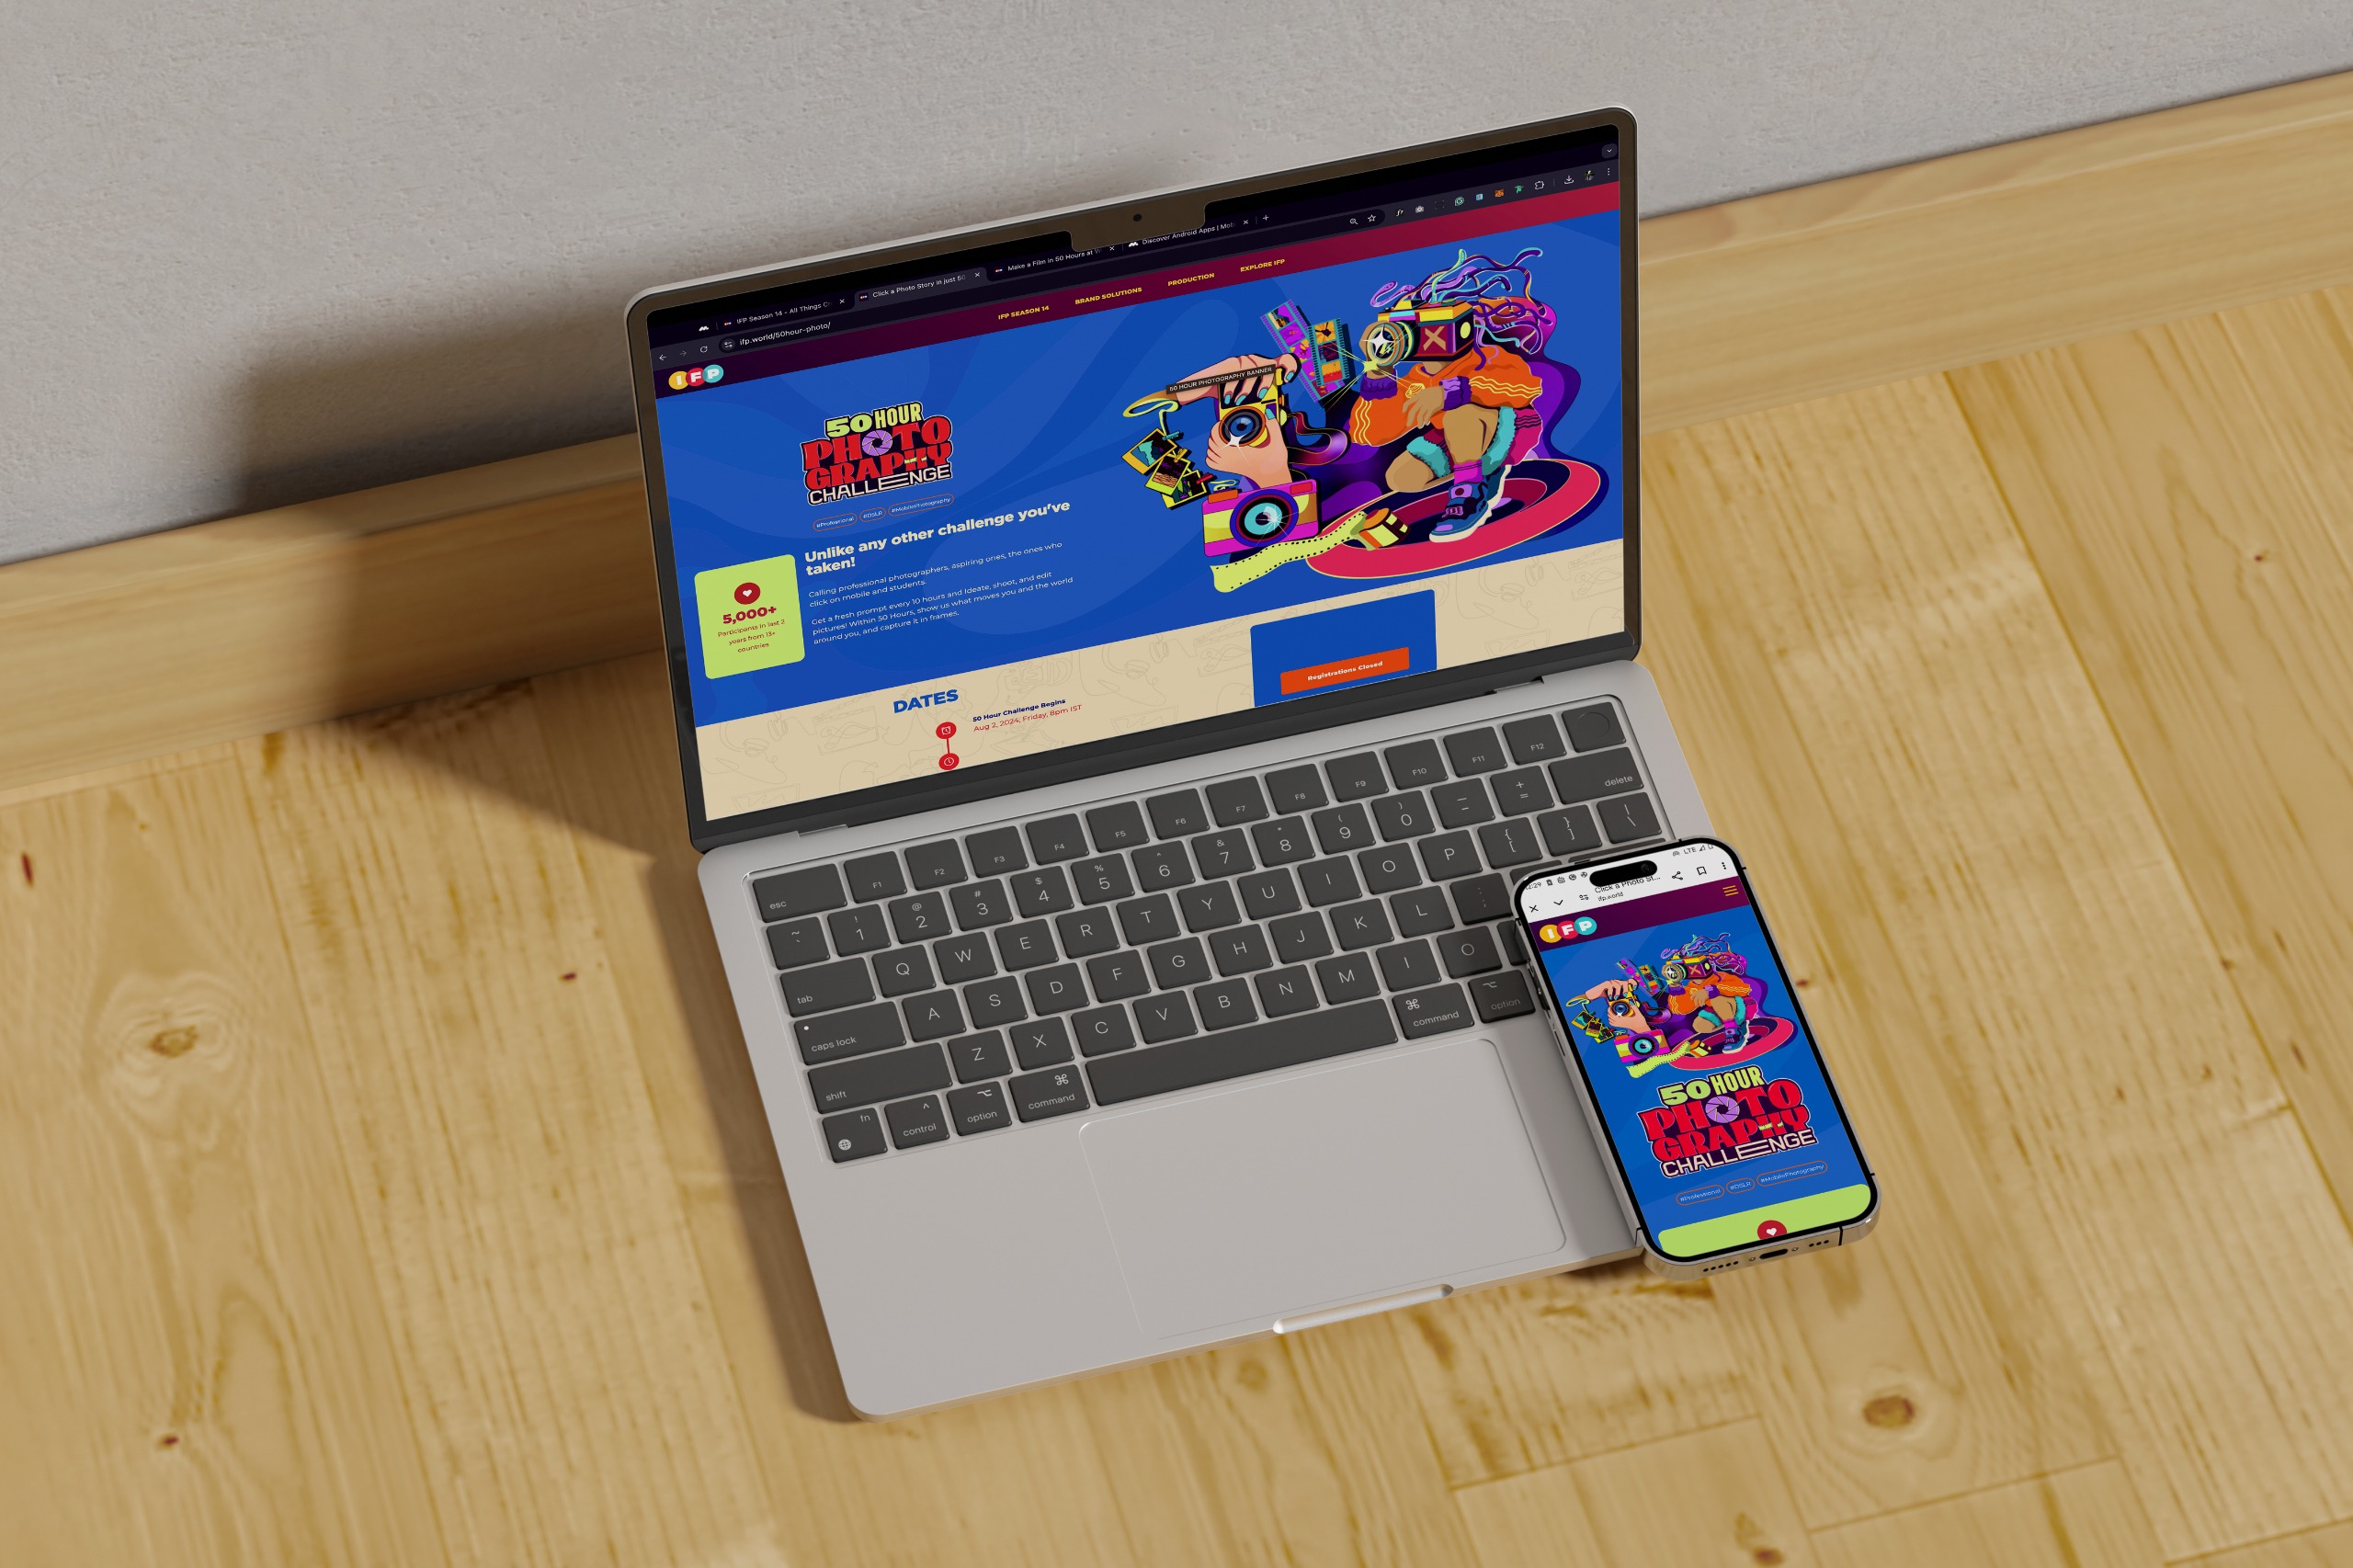 IFP Season 14 - All Things C
Click a Photo Story in just 50
Make a Film in 50 Hours at
Discover Android Apps | Mob
ifp.world/50hour-photo/
IFP
IFP SEASON 14
BRAND SOLUTIONS
PRODUCTION
EXPLORE IFP
50 HOUR
PHOTO
GRAPHY
CHALLENGE
50 HOUR PHOTOGRAPHY BANNER
#Professional #DSLR #MobilePhotography
Unlike any other challenge you've
taken!
Calling professional photographers, aspiring ones, the ones who
click on mobile and students.
Get a fresh prompt every 10 hours and Ideate, shoot, and edit
pictures! Within 50 Hours, show us what moves you and the world
around you, and capture it in frames.
5,000+
Participants in last 2
years from 13+
countries
DATES
50 Hour Challenge Begins
Aug 2, 2024, Friday, 8pm IST
Registrations Closed
esc F1 F2 F3 F4 F5 F6 F7 F8 F9 F10 F11 F12
~ ! @ # $ % ^ & * ( ) _ +
` 1 2 3 4 5 6 7 8 9 0 - = delete
tab Q W E R T Y U I O P { [ } ] | \
caps lock A S D F G H J K L : ;
shift Z X C V B N M I O
fn control option command command option
LTE
Click a Photo St...
ifp.world
IFP
50 HOUR
PHOTO
GRAPHY
CHALLENGE
#Professional #DSLR #MobilePhotography